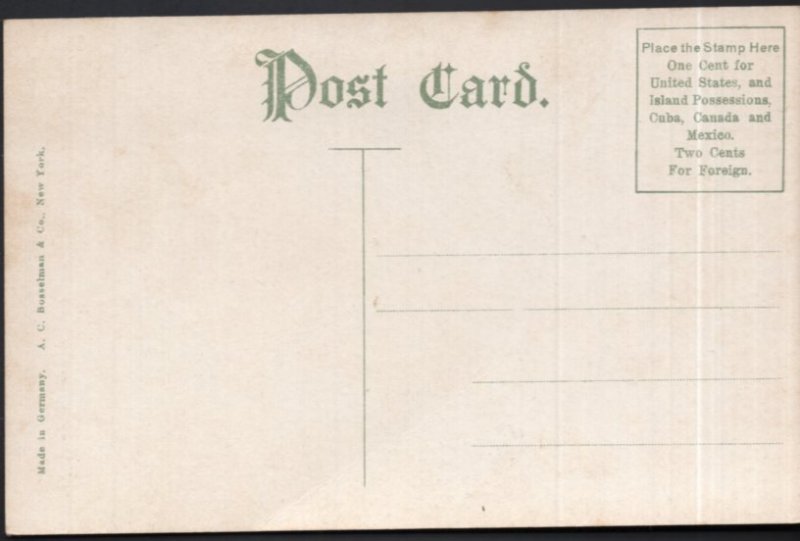 Post Card.
Place the Stamp Here
One Cent for
United States, and
Island Possessions,
Cuba, Canada and
Mexico.
Two Cents
For Foreign.
Made in Germany. A. C. Bosselman & Co., New York.